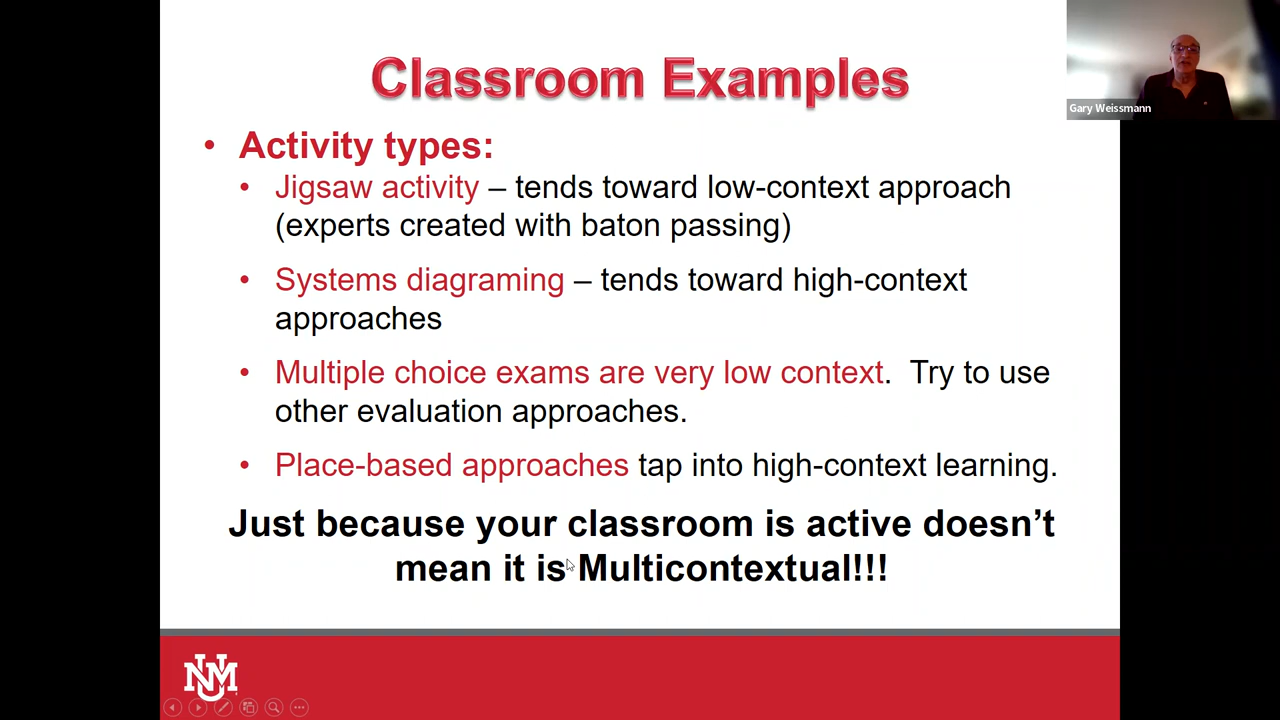 Classroom Examples
Gary Weissmann
• Activity types:
• Jigsaw activity – tends toward low-context approach
(experts created with baton passing)
• Systems diagraming – tends toward high-context
approaches
• Multiple choice exams are very low context. Try to use
other evaluation approaches.
• Place-based approaches tap into high-context learning.
Just because your classroom is active doesn’t
mean it is Multicontextual!!!
UNM